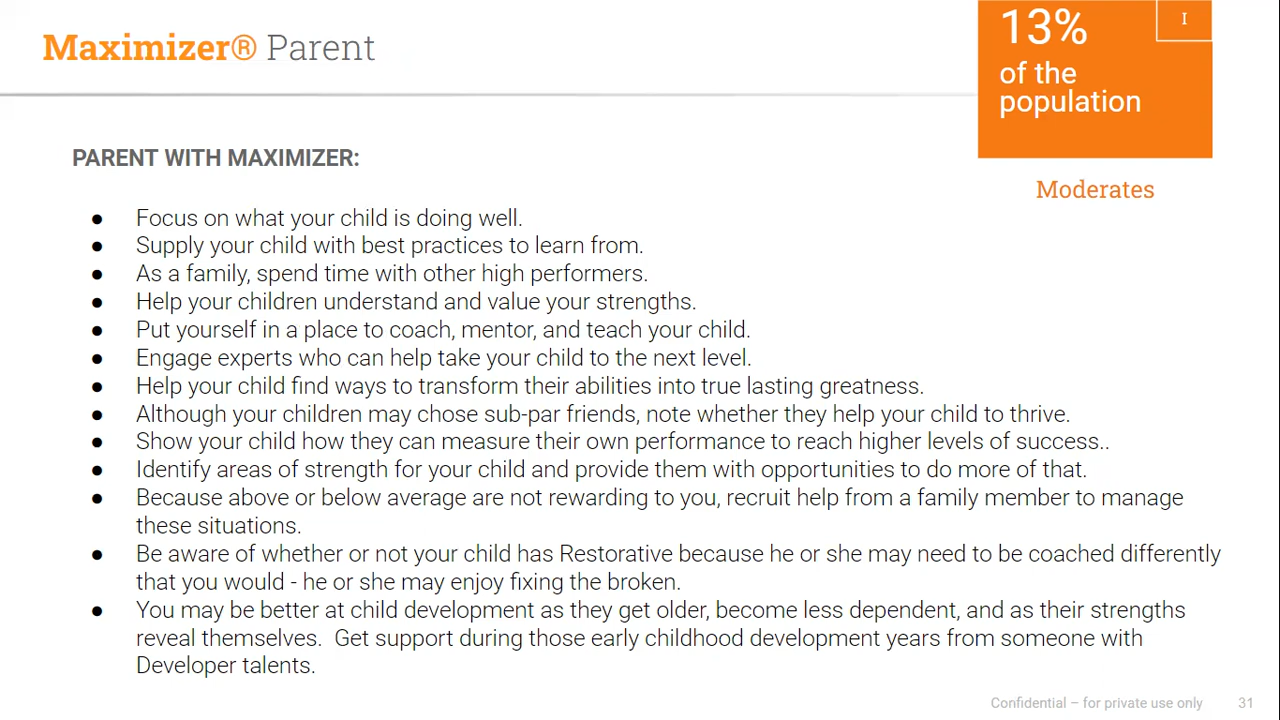 Maximizer® Parent
13%
I
of the
population
Moderates
PARENT WITH MAXIMIZER:
● Focus on what your child is doing well.
● Supply your child with best practices to learn from.
● As a family, spend time with other high performers.
● Help your children understand and value your strengths.
● Put yourself in a place to coach, mentor, and teach your child.
● Engage experts who can help take your child to the next level.
● Help your child find ways to transform their abilities into true lasting greatness.
● Although your children may chose sub-par friends, note whether they help your child to thrive.
● Show your child how they can measure their own performance to reach higher levels of success..
● Identify areas of strength for your child and provide them with opportunities to do more of that.
● Because above or below average are not rewarding to you, recruit help from a family member to manage
these situations.
● Be aware of whether or not your child has Restorative because he or she may need to be coached differently
that you would - he or she may enjoy fixing the broken.
● You may be better at child development as they get older, become less dependent, and as their strengths
reveal themselves.  Get support during those early childhood development years from someone with
Developer talents.
Confidential – for private use only
31